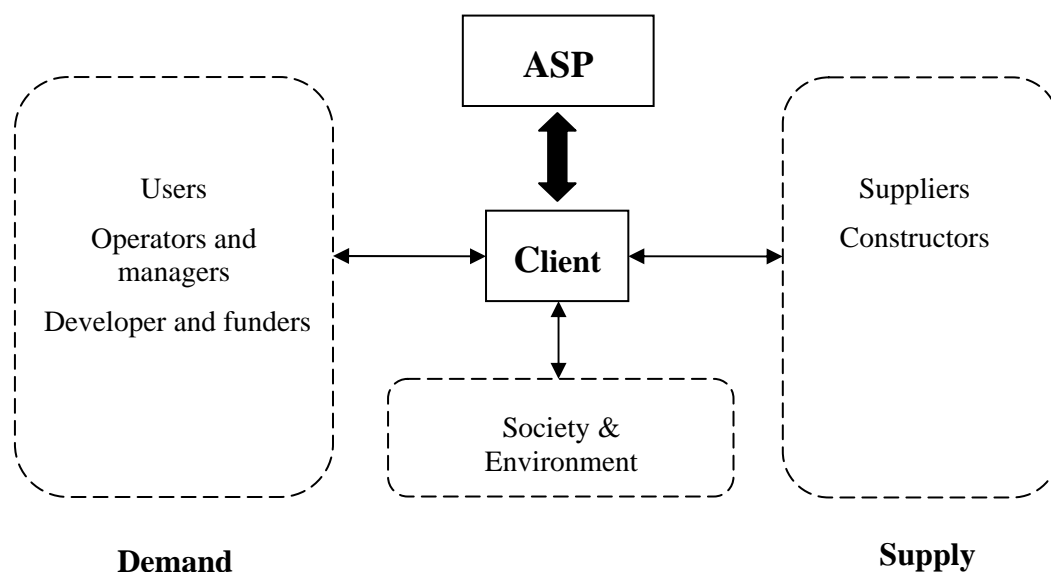 ASP
Users
Operators and
managers
Developer and funders
Client
Suppliers
Constructors
Society &
Environment
Demand
Supply